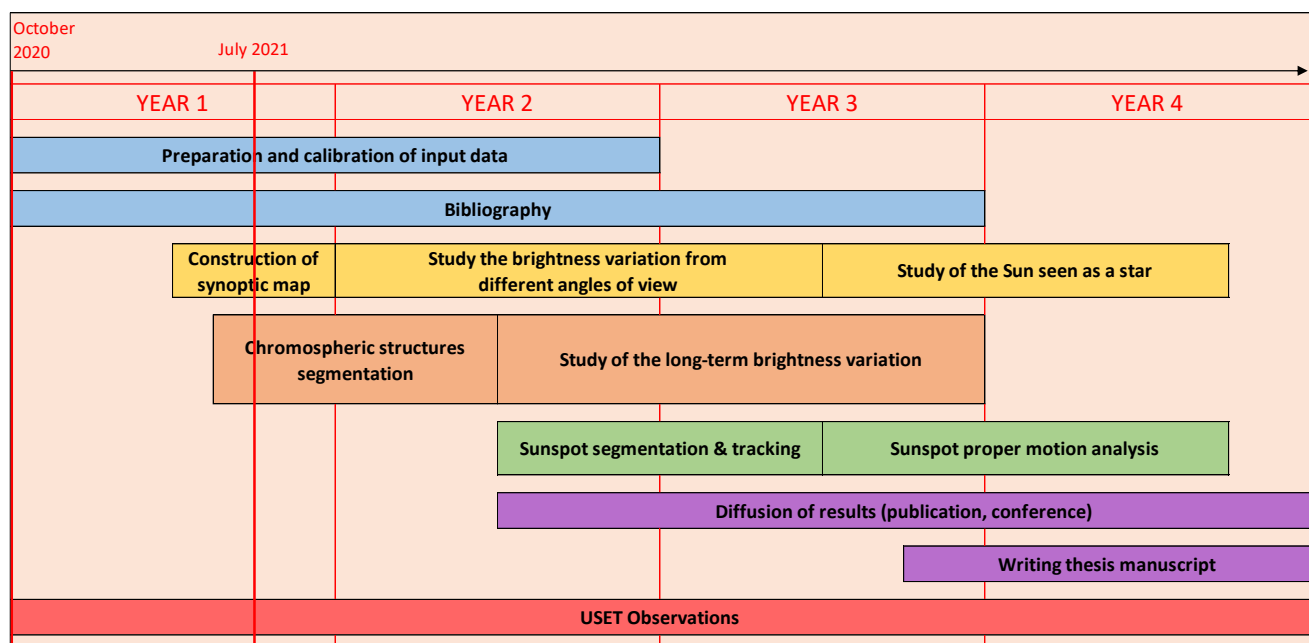 October
2020
July 2021
YEAR 1
YEAR 2
YEAR 3
YEAR 4
Preparation and calibration of input data
Bibliography
Construction of
synoptic map
Study the brightness variation from
different angles of view
Study of the Sun seen as a star
Chromospheric structures
segmentation
Study of the long-term brightness variation
Sunspot segmentation & tracking
Sunspot proper motion analysis
Diffusion of results (publication, conference)
Writing thesis manuscript
USET Observations